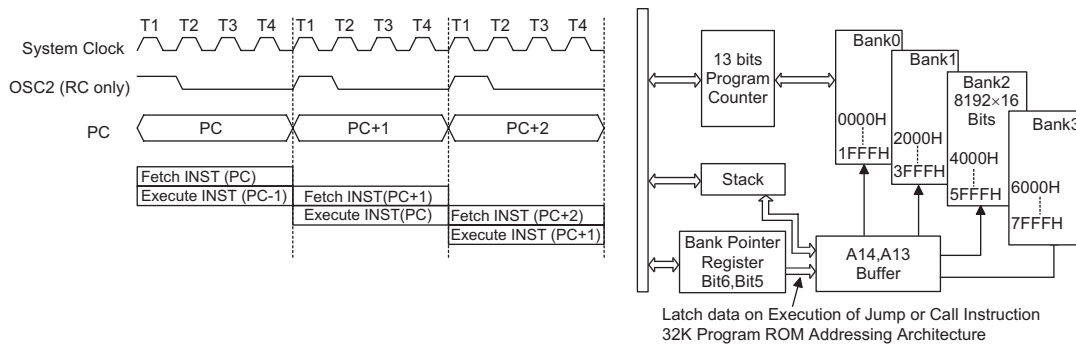 T1 T2 T3 T4 T1 T2 T3 T4 T1 T2 T3 T4
System Clock
OSC2 (RC only)
PC PC PC+1 PC+2
Fetch INST (PC)
Execute INST (PC-1) Fetch INST(PC+1)
Execute INST(PC) Fetch INST (PC+2)
Execute INST (PC+1)
13 bits
Program
Counter
Stack
Bank Pointer
Register
Bit6,Bit5
A14,A13
Buffer
Bank0
0000H
1FFFH
Bank1
2000H
3FFFH
Bank2
8192×16
Bits
4000H
5FFFH
Bank3
6000H
7FFFH
Latch data on Execution of Jump or Call Instruction
32K Program ROM Addressing Architecture